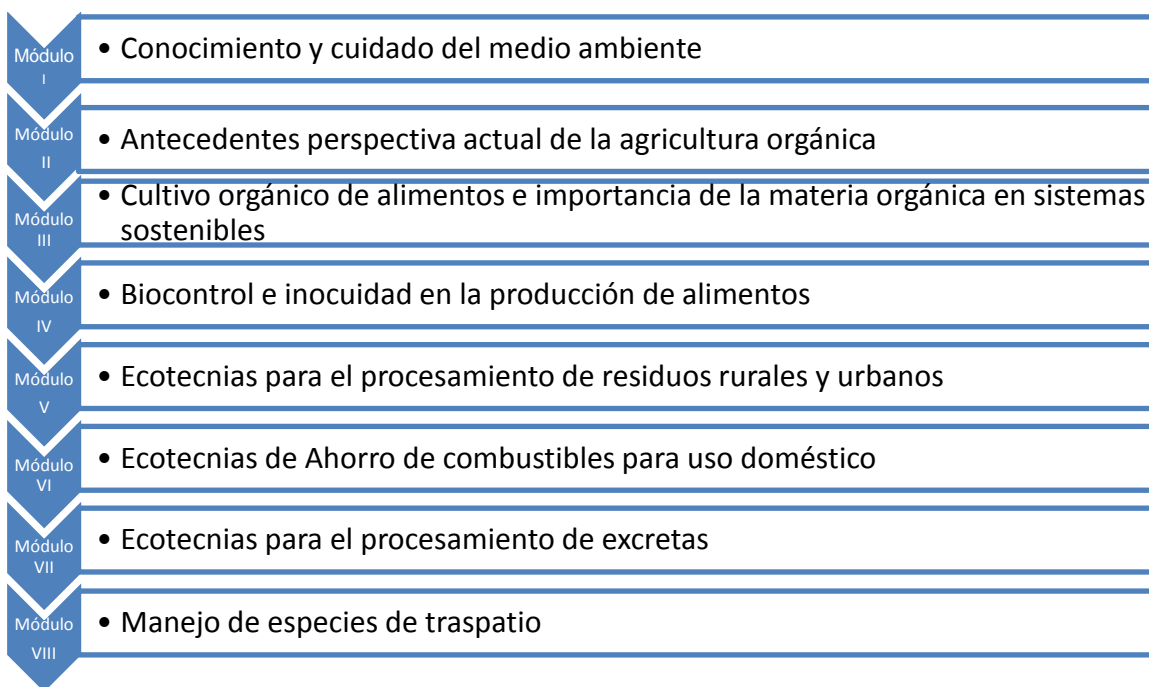 Módulo
I
• Conocimiento y cuidado del medio ambiente
Módulo
II
• Antecedentes perspectiva actual de la agricultura orgánica
Módulo
III
• Cultivo orgánico de alimentos e importancia de la materia orgánica en sistemas
sostenibles
Módulo
IV
• Biocontrol e inocuidad en la producción de alimentos
Módulo
V
• Ecotecnias para el procesamiento de residuos rurales y urbanos
Módulo
VI
• Ecotecnias de Ahorro de combustibles para uso doméstico
Módulo
VII
• Ecotecnias para el procesamiento de excretas
Módulo
VIII
• Manejo de especies de traspatio